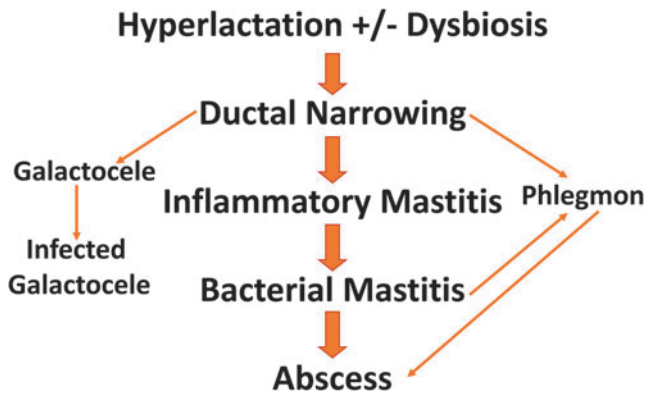 Hyperlactation +/- Dysbiosis
Ductal Narrowing
Galactocele
Inflammatory Mastitis
Phlegmon
Infected
Galactocele
Bacterial Mastitis
Abscess